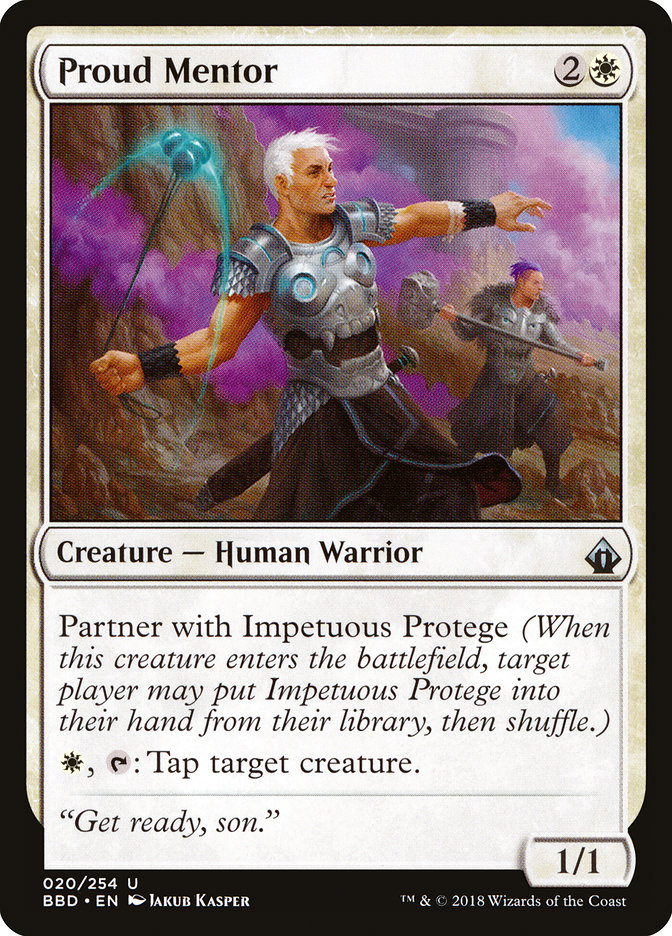 Proud Mentor 2
Creature — Human Warrior
Partner with Impetuous Protege (When
this creature enters the battlefield, target
player may put Impetuous Protege into
their hand from their library, then shuffle.)
, : Tap target creature.
“Get ready, son.”
1/1
020/254 U
BBD • EN Jakub Kasper
™ & © 2018 Wizards of the Coast